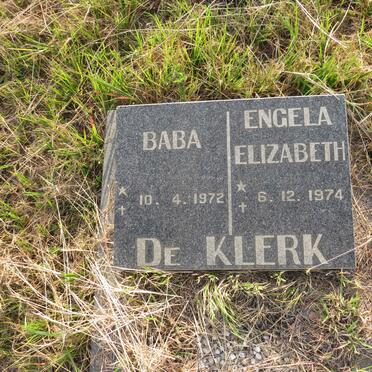 BABA
☆
✝ 10. 4. 1972
ENGELA
ELIZABETH
☆
✝ 6. 12. 1974
DE KLERK